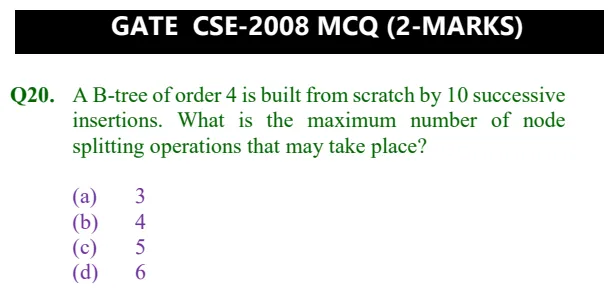 GATE CSE-2008 MCQ (2-MARKS)
Q20. A B-tree of order 4 is built from scratch by 10 successive
insertions. What is the maximum number of node
splitting operations that may take place?
(a) 3
(b) 4
(c) 5
(d) 6